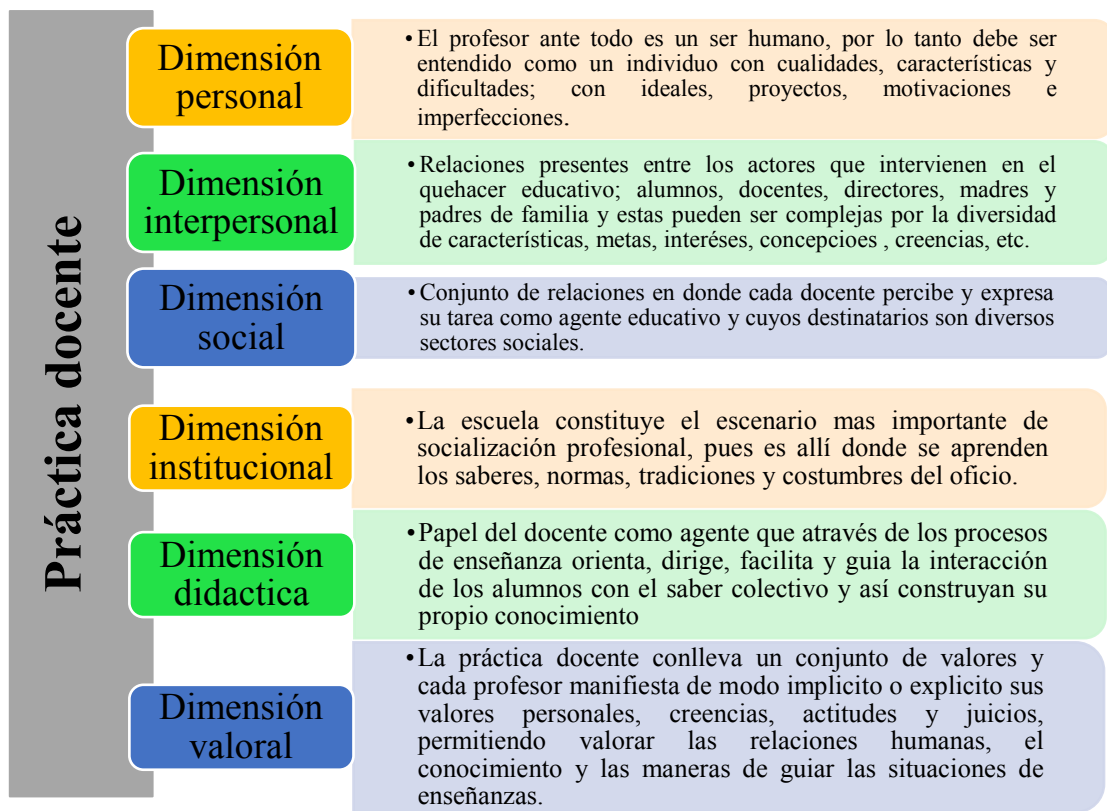 Práctica docente
Dimensión
personal
•El profesor ante todo es un ser humano, por lo tanto debe ser
entendido como un individuo con cualidades, características y
dificultades; con ideales, proyectos, motivaciones e
imperfecciones.
Dimensión
interpersonal
•Relaciones presentes entre los actores que intervienen en el
quehacer educativo; alumnos, docentes, directores, madres y
padres de familia y estas pueden ser complejas por la diversidad
de características, metas, interéses, concepcioes , creencias, etc.
Dimensión
social
•Conjunto de relaciones en donde cada docente percibe y expresa
su tarea como agente educativo y cuyos destinatarios son diversos
sectores sociales.
Dimensión
institucional
•La escuela constituye el escenario mas importante de
socialización profesional, pues es allí donde se aprenden
los saberes, normas, tradiciones y costumbres del oficio.
Dimensión
didactica
•Papel del docente como agente que através de los procesos
de enseñanza orienta, dirige, facilita y guia la interacción
de los alumnos con el saber colectivo y así construyan su
propio conocimiento
Dimensión
valoral
•La práctica docente conlleva un conjunto de valores y
cada profesor manifiesta de modo implicito o explicito sus
valores personales, creencias, actitudes y juicios,
permitiendo valorar las relaciones humanas, el
conocimiento y las maneras de guiar las situaciones de
enseñanzas.